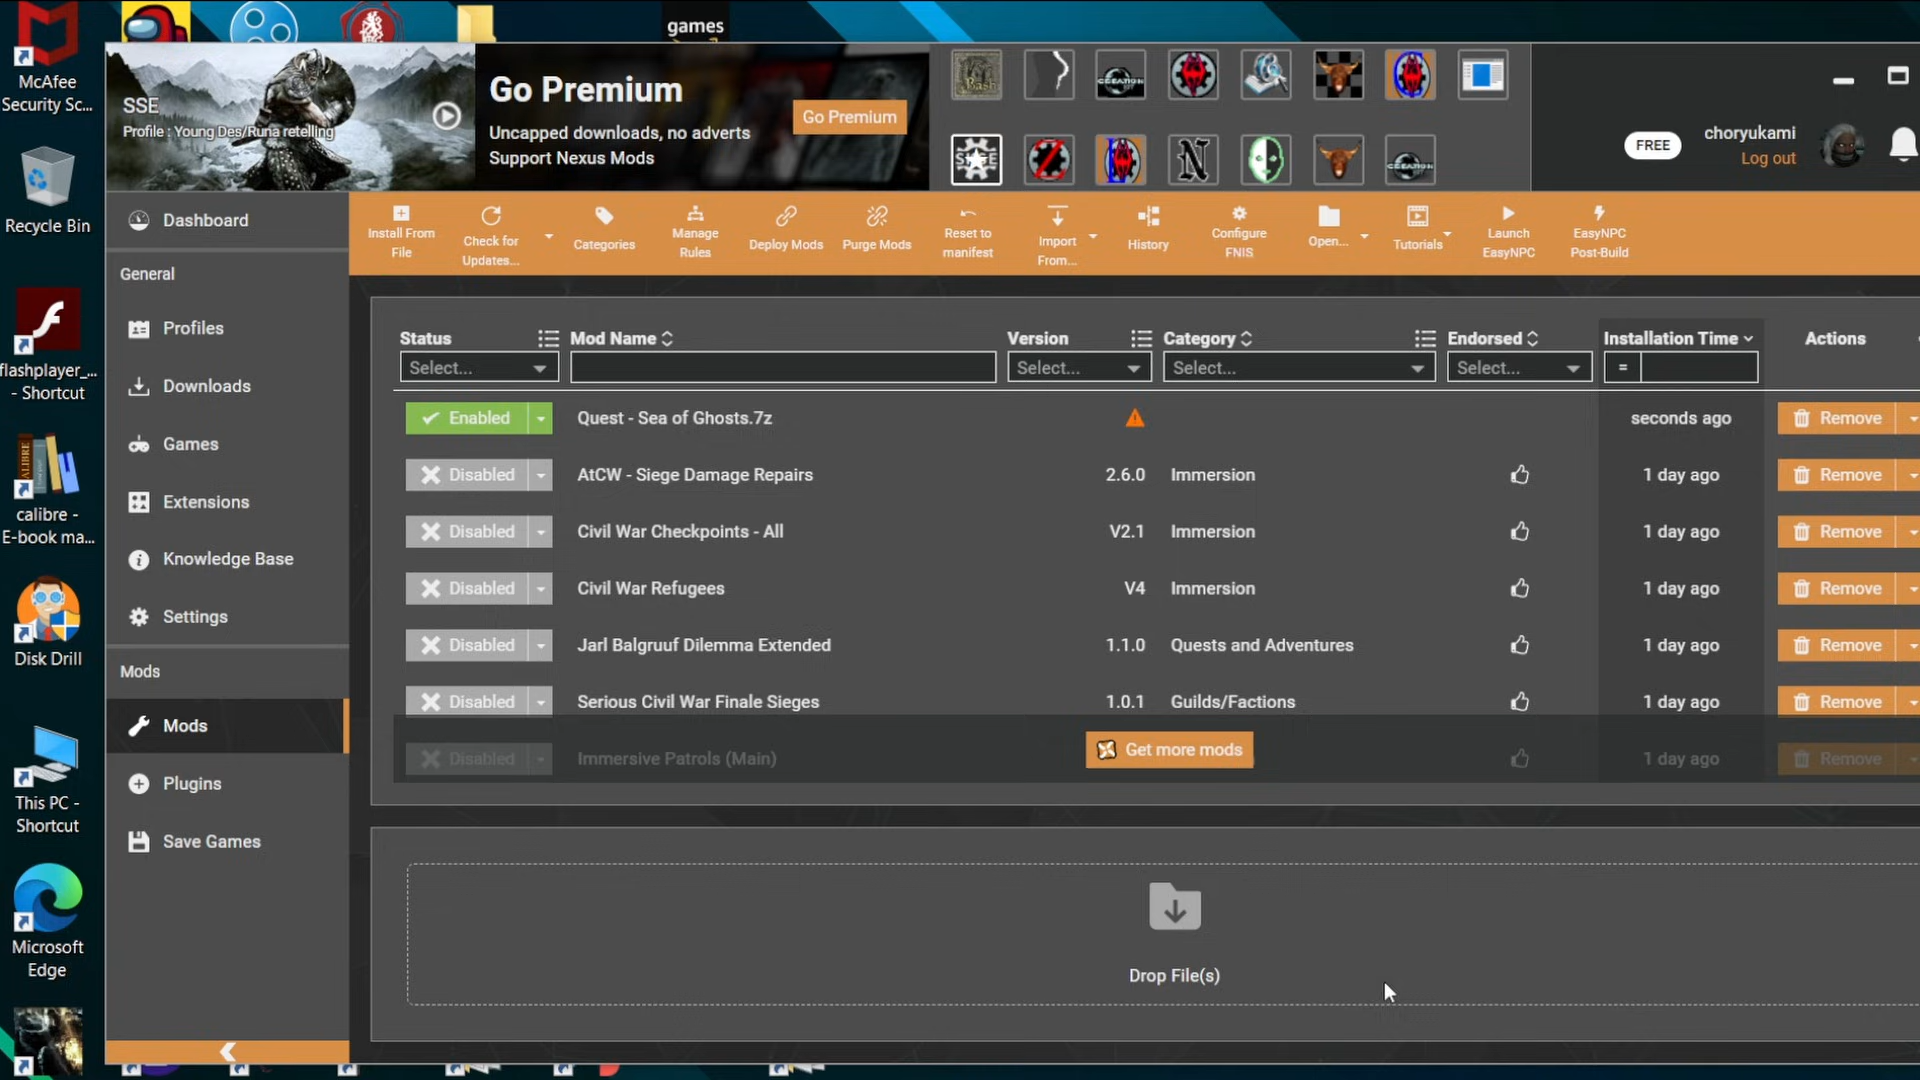 games
McAfee
Security Sc...
Recycle Bin
flashplayer_...
- Shortcut
calibre -
E-book ma...
Disk Drill
This PC -
Shortcut
Microsoft
Edge
SSE
Profile : Young Des/Runa retelling
Go Premium
Uncapped downloads, no adverts
Support Nexus Mods
Go Premium
FREE
choryukami
Log out
Install From File
Check for Updates...
Categories
Manage Rules
Deploy Mods
Purge Mods
Reset to manifest
Import From...
History
Configure FNIS
Open...
Tutorials
Launch EasyNPC
EasyNPC Post-Build
Dashboard
General
Profiles
Downloads
Games
Extensions
Knowledge Base
Settings
Mods
Mods
Plugins
Save Games
Status Mod Name Version Category Endorsed Installation Time Actions
Select... Select... Select... Select... =
Enabled Quest - Sea of Ghosts.7z seconds ago Remove
Disabled AtCW - Siege Damage Repairs 2.6.0 Immersion 1 day ago Remove
Disabled Civil War Checkpoints - All V2.1 Immersion 1 day ago Remove
Disabled Civil War Refugees V4 Immersion 1 day ago Remove
Disabled Jarl Balgruuf Dilemma Extended 1.1.0 Quests and Adventures 1 day ago Remove
Disabled Serious Civil War Finale Sieges 1.0.1 Guilds/Factions 1 day ago Remove
Disabled Immersive Patrols (Main) 1 day ago Remove
Get more mods
Drop File(s)